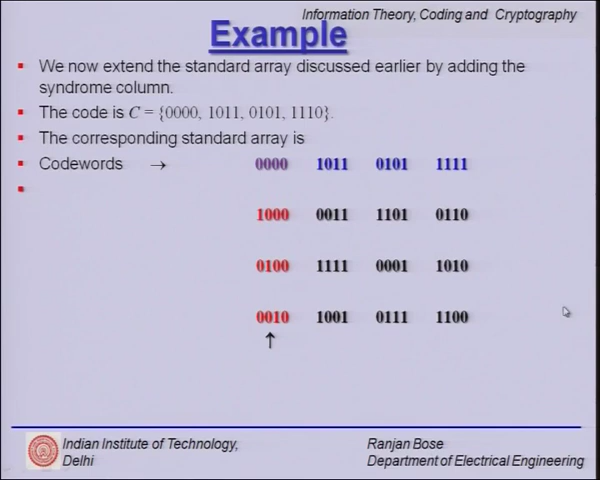 Information Theory, Coding and Cryptography
Example
We now extend the standard array discussed earlier by adding the
syndrome column.
The code is C = {0000, 1011, 0101, 1110}.
The corresponding standard array is
Codewords → 0000 1011 0101 1111
1000 0011 1101 0110
0100 1111 0001 1010
0010 1001 0111 1100
↑
Indian Institute of Technology,
Delhi
Ranjan Bose
Department of Electrical Engineering